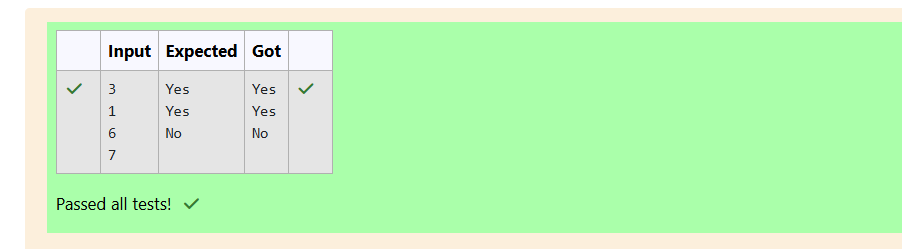 Input Expected Got
3 Yes Yes
1 Yes Yes
6 No No
7
Passed all tests!